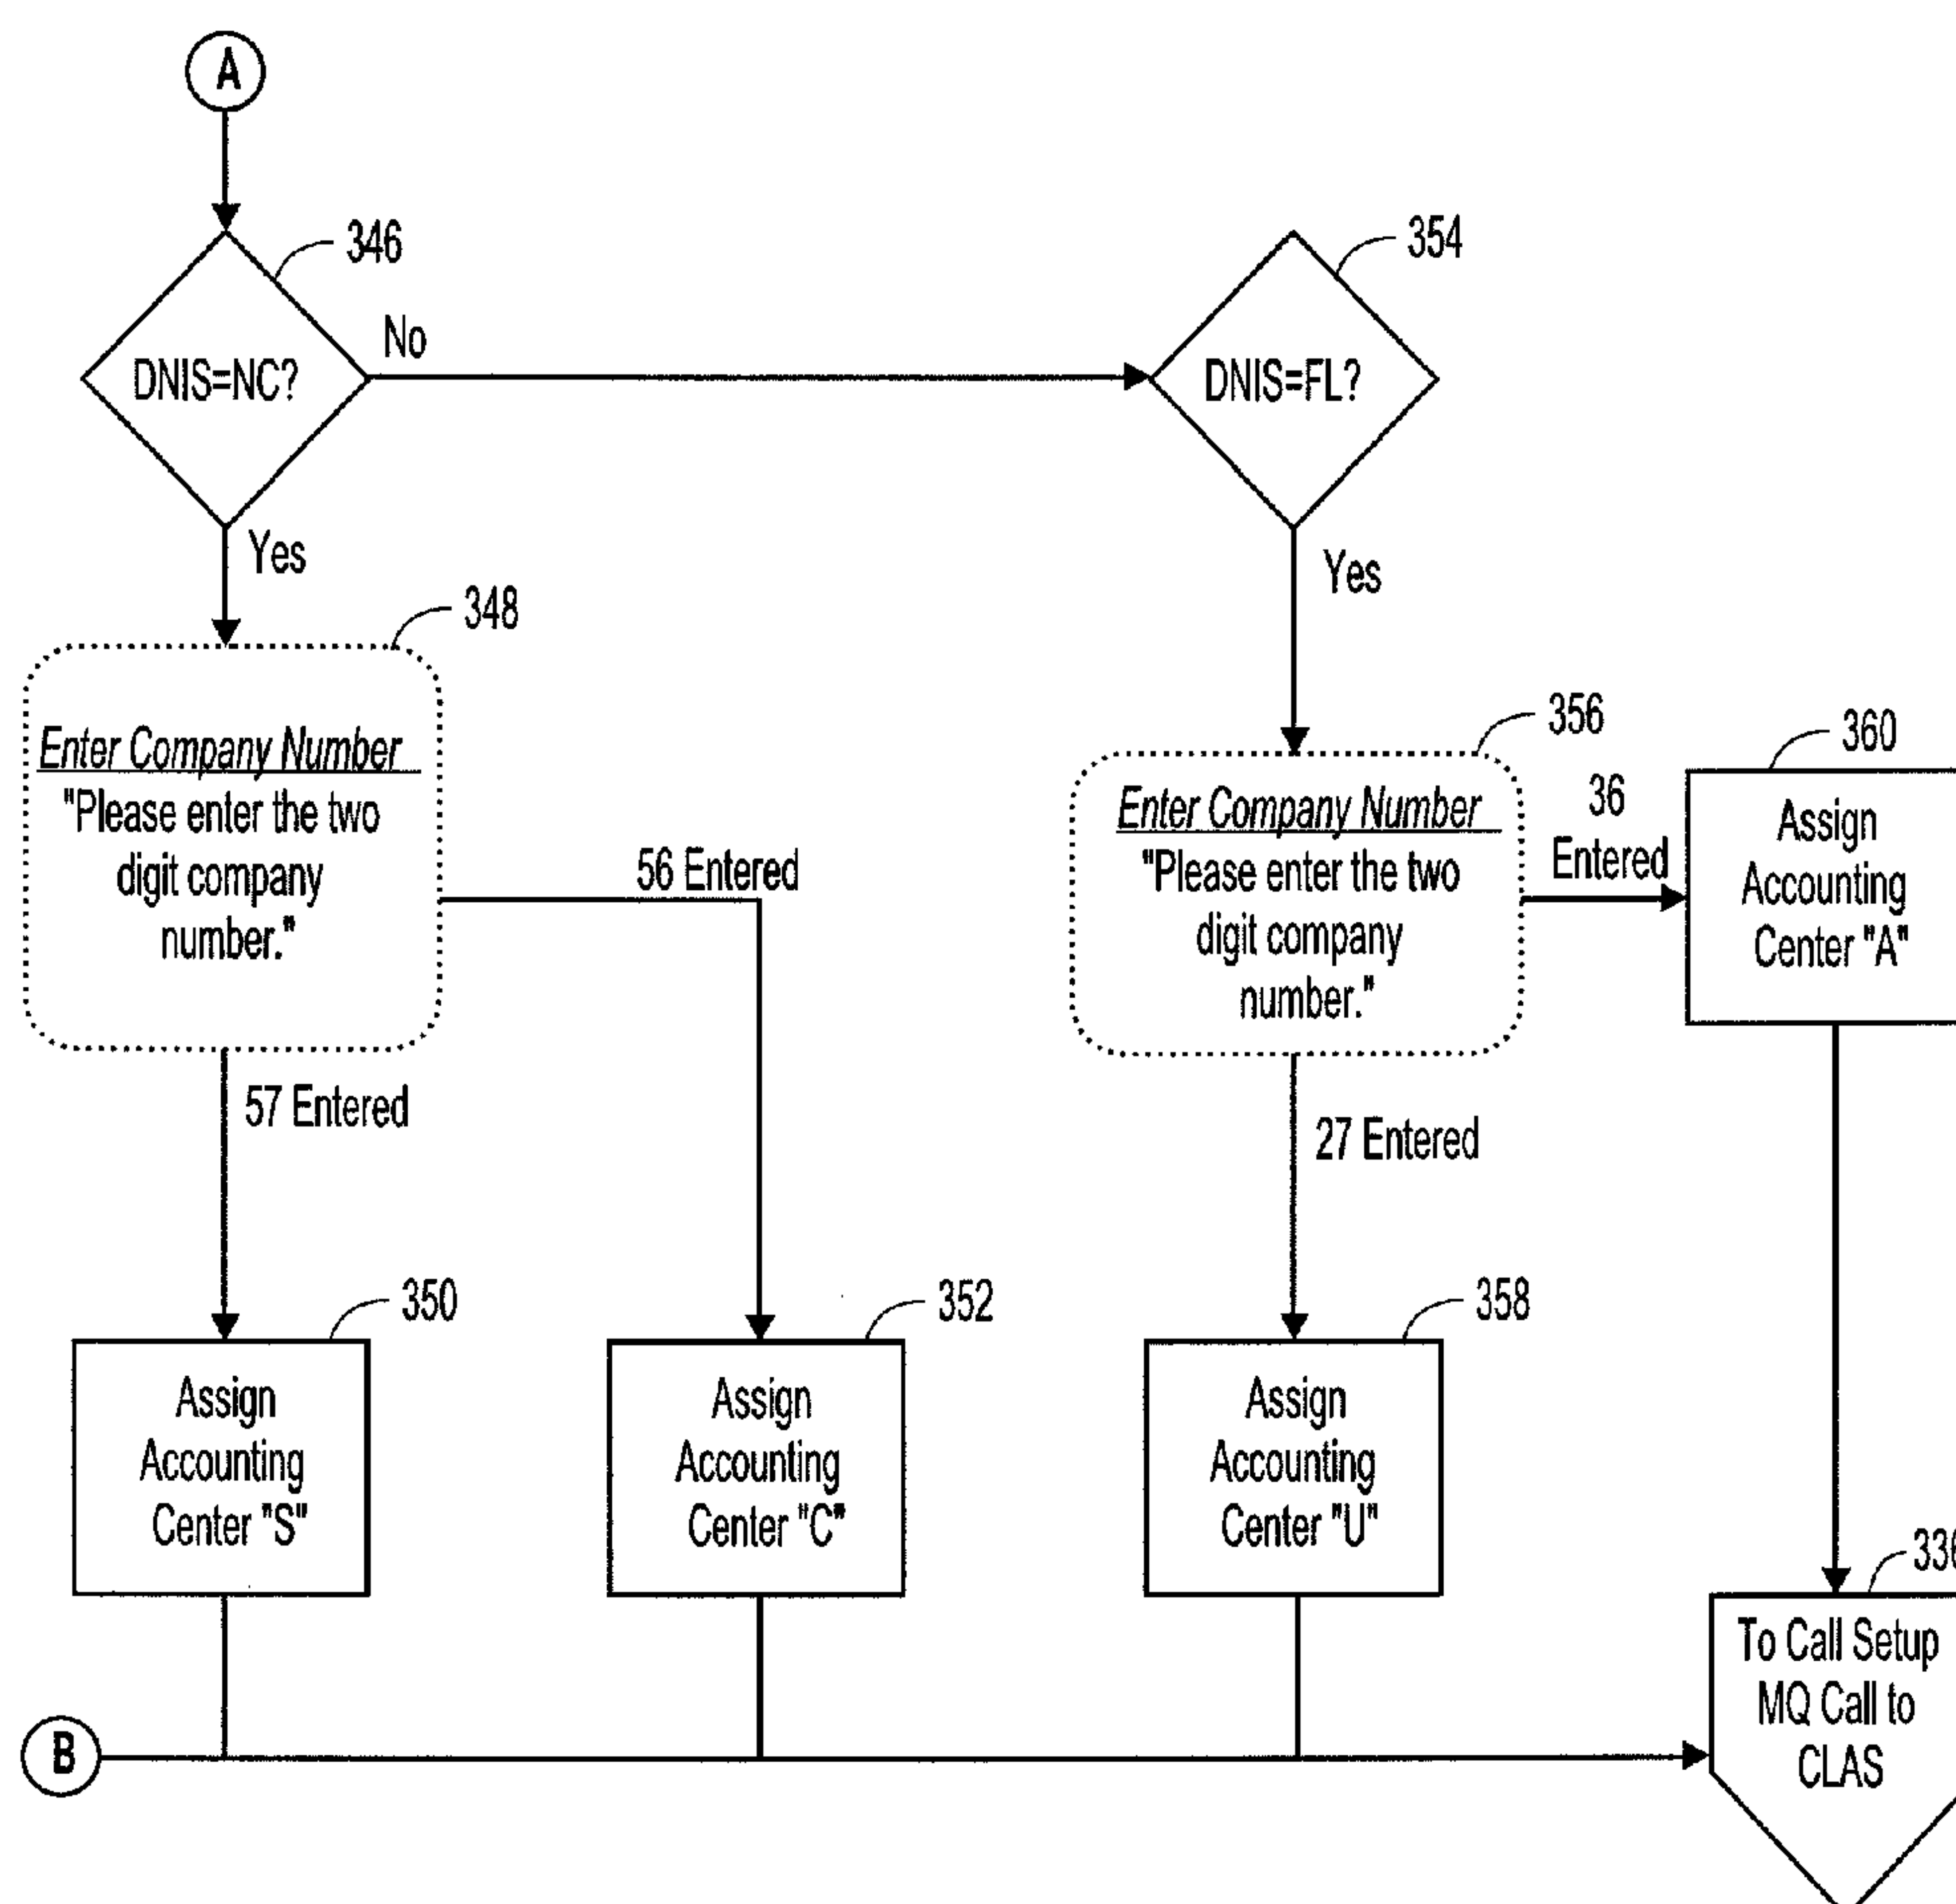 A
346
354
DNIS=NC?
No
DNIS=FL?
Yes
Yes
348
Enter Company Number
"Please enter the two
digit company
number."
56 Entered
57 Entered
356
Enter Company Number
"Please enter the two
digit company
number."
36
Entered
27 Entered
360
Assign
Accounting
Center "A"
350
Assign
Accounting
Center "S"
352
Assign
Accounting
Center "C"
358
Assign
Accounting
Center "U"
336
To Call Setup
MQ Call to
CLAS
B